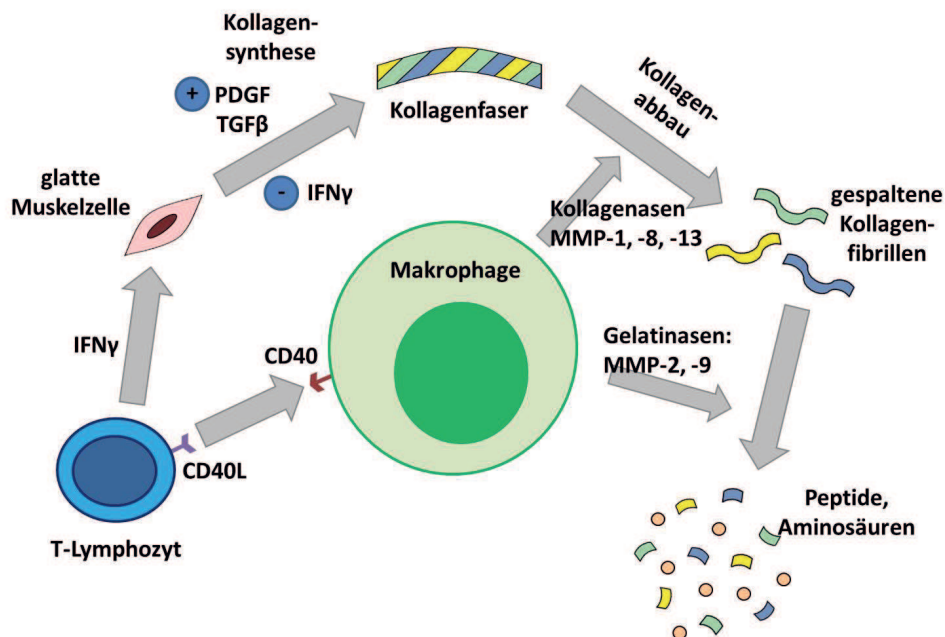 Kollagen-
synthese
+
PDGF
TGFβ
Kollagenfaser
Kollagen-
abbau
glatte
Muskelzelle
-
IFNγ
Kollagenasen
MMP-1, -8, -13
gespaltene
Kollagen-
fibrillen
Makrophage
IFNγ
CD40
Gelatinasen:
MMP-2, -9
CD40L
T-Lymphozyt
Peptide,
Aminosäuren